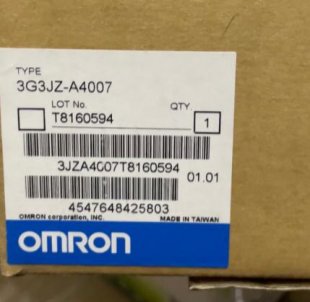 TYPE
3G3JZ-A4007
LOT No. QTY.
T8160594 1
3JZA4007T8160594 01.01
4547648425803
OMRON corporation, INC. MADE IN TAIWAN
OMRON